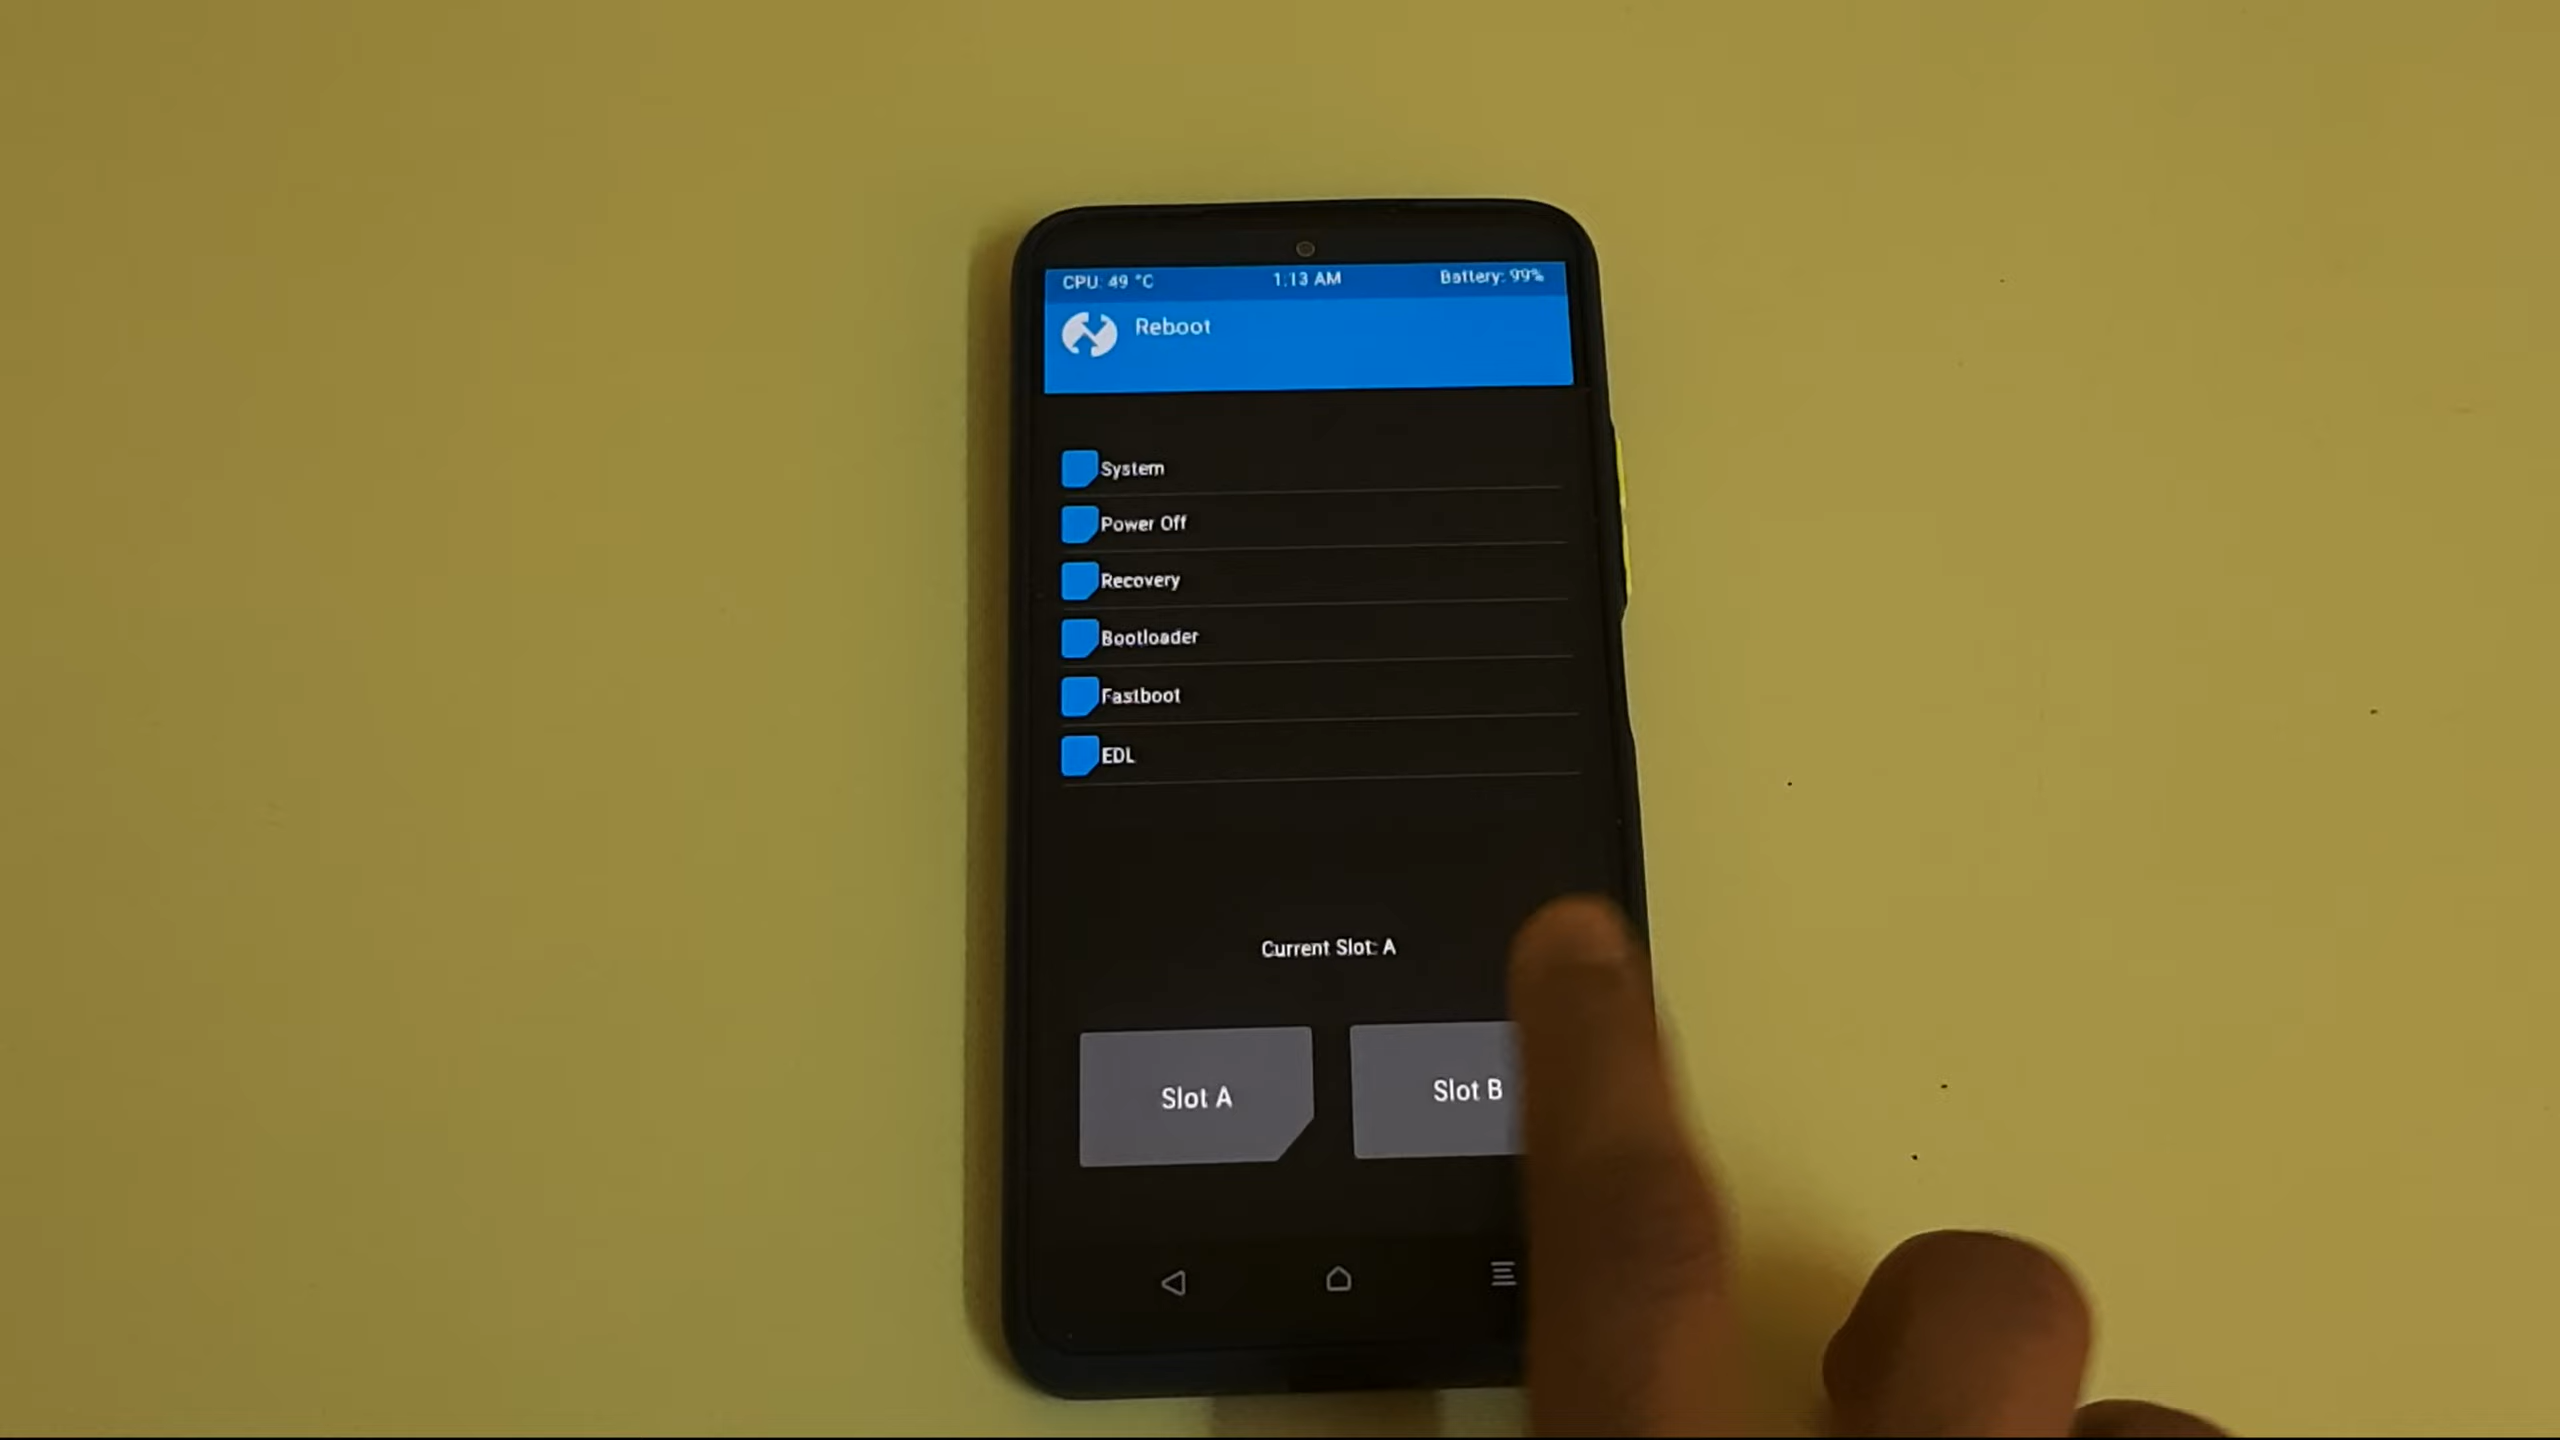 CPU: 49 °C 1:13 AM Battery: 99%
Reboot
System
Power Off
Recovery
Bootloader
Fastboot
EDL
Current Slot: A
Slot A Slot B